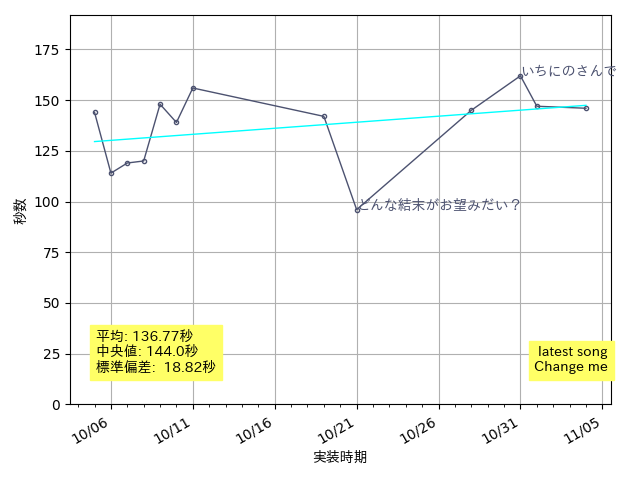 175
150
125
100
75
50
25
0
秒数
いちにのさんで
どんな結末がお望みだい？
平均: 136.77秒
中央値: 144.0秒
標準偏差: 18.82秒
latest song
Change me
10/06
10/11
10/16
10/21
10/26
10/31
11/05
実装時期